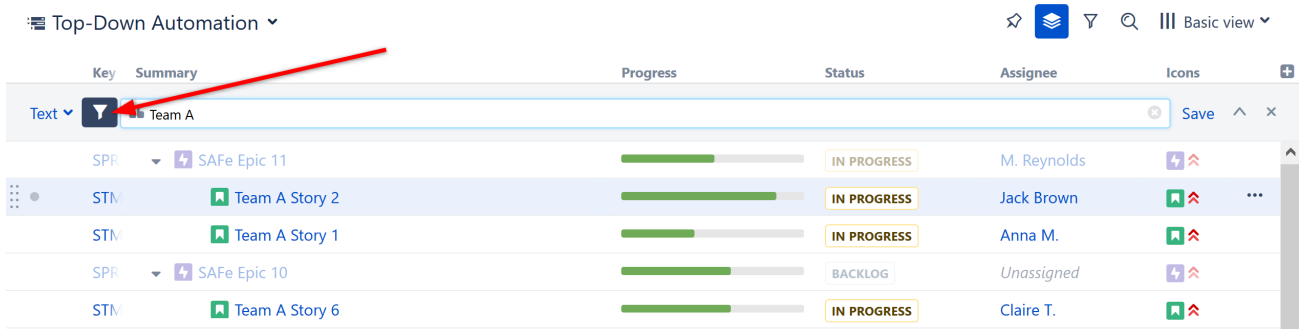 Top-Down Automation Basic view
Key Summary Progress Status Assignee Icons
Text Team A Save
SPR SAFe Epic 11 IN PROGRESS M. Reynolds
STM Team A Story 2 IN PROGRESS Jack Brown
STM Team A Story 1 IN PROGRESS Anna M.
SPR SAFe Epic 10 BACKLOG Unassigned
STM Team A Story 6 IN PROGRESS Claire T.